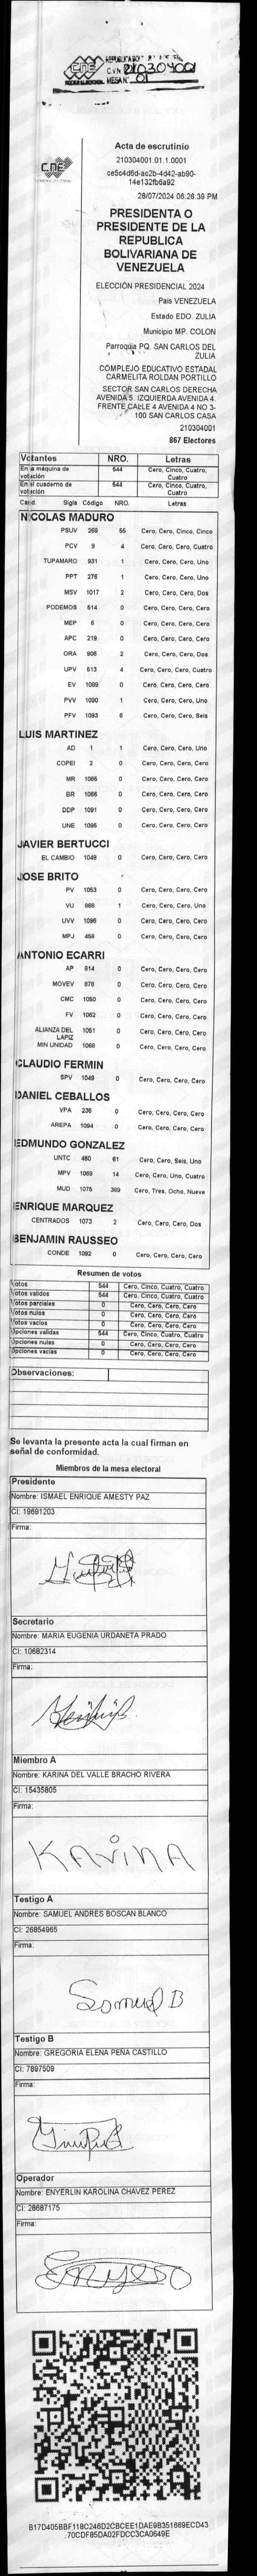 CNE
C.V N° 210304001
MESA N° 01
CNE
Acta de escrutinio
210304001.01.1.0001
ce5c4d6d-ac2b-4d42-ab90-
14e132fb6a92
28/07/2024 06:26:39 PM
PRESIDENTA O
PRESIDENTE DE LA
REPUBLICA
BOLIVARIANA DE
VENEZUELA
ELECCIÓN PRESIDENCIAL 2024
Pais VENEZUELA
Estado EDO. ZULIA
Municipio MP. COLON
Parroquia PQ. SAN CARLOS DEL
ZULIA
COMPLEJO EDUCATIVO ESTADAL
CARMELITA ROLDAN PORTILLO
SECTOR SAN CARLOS DERECHA
AVENIDA 5. IZQUIERDA AVENIDA 4.
FRENTE CALLE 4 AVENIDA 4 NO 3-
100 SAN CARLOS CASA
210304001
867 Electores
Votantes NRO. Letras
En la máquina de votación 544 Cero, Cinco, Cuatro, Cuatro
En el cuaderno de votación 544 Cero, Cinco, Cuatro, Cuatro
Cand. Sigla Código NRO. Letras
NICOLAS MADURO
PSUV 269 55 Cero, Cero, Cinco, Cinco
PCV 9 4 Cero, Cero, Cero, Cuatro
TUPAMARO 931 1 Cero, Cero, Cero, Uno
PPT 276 1 Cero, Cero, Cero, Uno
MSV 1017 2 Cero, Cero, Cero, Dos
PODEMOS 514 0 Cero, Cero, Cero, Cero
MEP 6 0 Cero, Cero, Cero, Cero
APC 219 0 Cero, Cero, Cero, Cero
ORA 906 2 Cero, Cero, Cero, Dos
UPV 613 4 Cero, Cero, Cero, Cuatro
EV 1089 0 Cero, Cero, Cero, Cero
PVV 1090 1 Cero, Cero, Cero, Uno
PFV 1093 6 Cero, Cero, Cero, Seis
LUIS MARTINEZ
AD 1 1 Cero, Cero, Cero, Uno
COPEI 2 0 Cero, Cero, Cero, Cero
MR 1065 0 Cero, Cero, Cero, Cero
BR 1066 0 Cero, Cero, Cero, Cero
DDP 1091 0 Cero, Cero, Cero, Cero
UNE 1095 0 Cero, Cero, Cero, Cero
JAVIER BERTUCCI
EL CAMBIO 1048 0 Cero, Cero, Cero, Cero
JOSE BRITO
PV 1053 0 Cero, Cero, Cero, Cero
VU 968 1 Cero, Cero, Cero, Uno
UVV 1096 0 Cero, Cero, Cero, Cero
MPJ 459 0 Cero, Cero, Cero, Cero
ANTONIO ECARRI
AP 814 0 Cero, Cero, Cero, Cero
MOVEV 878 0 Cero, Cero, Cero, Cero
CMC 1050 0 Cero, Cero, Cero, Cero
FV 1062 0 Cero, Cero, Cero, Cero
ALIANZA DEL LAPIZ 1051 0 Cero, Cero, Cero, Cero
MIN UNIDAD 1068 0 Cero, Cero, Cero, Cero
CLAUDIO FERMIN
SPV 1049 0 Cero, Cero, Cero, Cero
DANIEL CEBALLOS
VPA 236 0 Cero, Cero, Cero, Cero
AREPA 1094 0 Cero, Cero, Cero, Cero
EDMUNDO GONZALEZ
UNTC 460 61 Cero, Cero, Seis, Uno
MPV 1069 14 Cero, Cero, Uno, Cuatro
MUD 1075 389 Cero, Tres, Ocho, Nueve
ENRIQUE MARQUEZ
CENTRADOS 1073 2 Cero, Cero, Cero, Dos
BENJAMIN RAUSSEO
CONDE 1092 0 Cero, Cero, Cero, Cero
Resumen de votos
Votos 544 Cero, Cinco, Cuatro, Cuatro
Votos validos 544 Cero, Cinco, Cuatro, Cuatro
Votos parciales 0 Cero, Cero, Cero, Cero
Votos nulos 0 Cero, Cero, Cero, Cero
Votos vacios 0 Cero, Cero, Cero, Cero
Opciones validas 544 Cero, Cinco, Cuatro, Cuatro
Opciones nulas 0 Cero, Cero, Cero, Cero
Opciones vacias 0 Cero, Cero, Cero, Cero
Observaciones:
Se levanta la presente acta la cual firman en
señal de conformidad.
Miembros de la mesa electoral
Presidente
Nombre: ISMAEL ENRIQUE AMESTY PAZ
CI: 19691203
Firma:
Secretario
Nombre: MARIA EUGENIA URDANETA PRADO
CI: 10682314
Firma:
Miembro A
Nombre: KARINA DEL VALLE BRACHO RIVERA
CI: 15435805
Firma:
KARINA
Testigo A
Nombre: SAMUEL ANDRES BOSCAN BLANCO
CI: 26854965
Firma:
Samuel B
Testigo B
Nombre: GREGORIA ELENA PEÑA CASTILLO
CI: 7897509
Firma:
Operador
Nombre: ENYERLIN KAROLINA CHAVEZ PEREZ
CI: 28687175
Firma:
B17D405BBF118C246D2CBCEE1DAE9B351669ECD43
70CDF85DA02FDCC3CA0649E